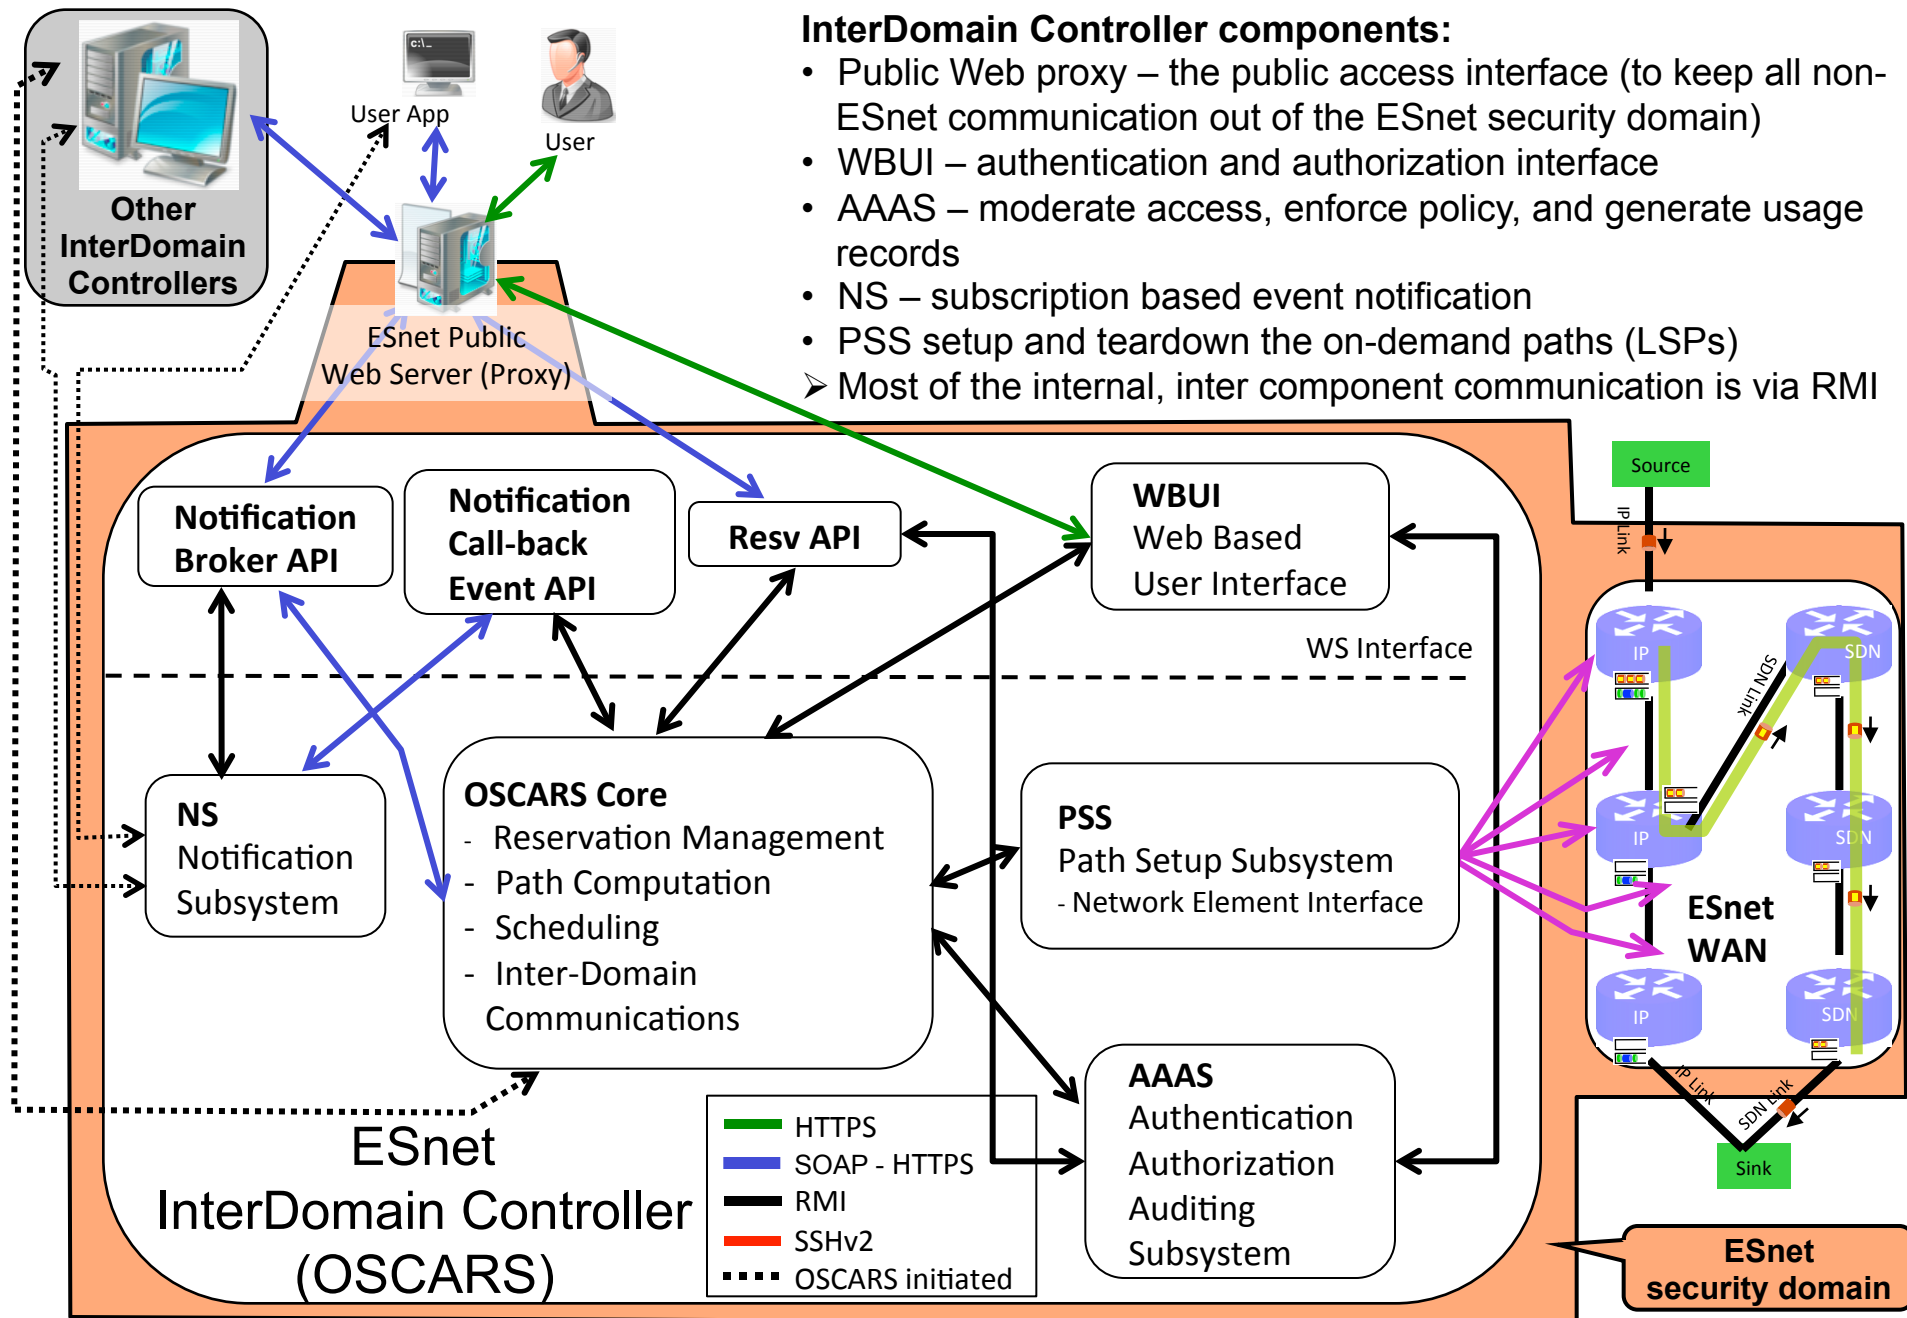 InterDomain Controller components:
• Public Web proxy – the public access interface (to keep all non-
ESnet communication out of the ESnet security domain)
• WBUI – authentication and authorization interface
• AAAS – moderate access, enforce policy, and generate usage
records
• NS – subscription based event notification
• PSS setup and teardown the on-demand paths (LSPs)
➢ Most of the internal, inter component communication is via RMI
Other
InterDomain
Controllers
c:\_
User App
User
ESnet Public
Web Server (Proxy)
Notification
Broker API
Notification
Call-back
Event API
Resv API
WBUI
Web Based
User Interface
WS Interface
NS
Notification
Subsystem
OSCARS Core
- Reservation Management
- Path Computation
- Scheduling
- Inter-Domain
Communications
PSS
Path Setup Subsystem
- Network Element Interface
AAAS
Authentication
Authorization
Auditing
Subsystem
ESnet
InterDomain Controller
(OSCARS)
HTTPS
SOAP - HTTPS
RMI
SSHv2
OSCARS initiated
Source
IP Link
IP
SDN
SDN Link
IP
SDN
ESnet
WAN
IP
SDN
IP Link
SDN Link
Sink
ESnet
security domain